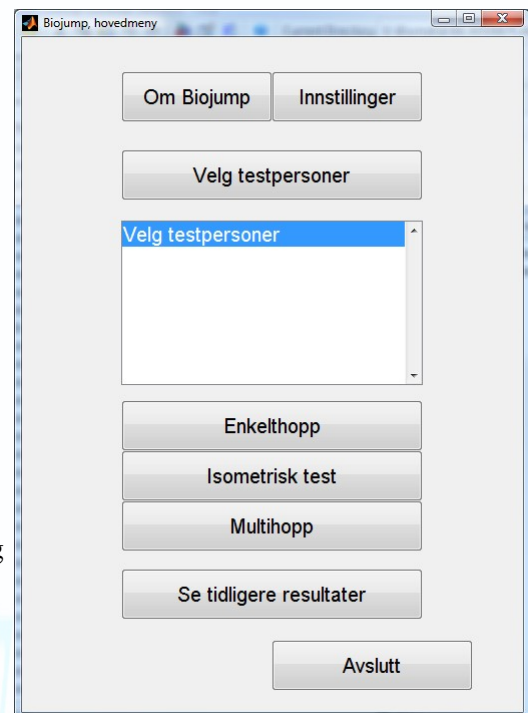 Biojump, hovedmeny
Om Biojump Innstillinger
Velg testpersoner
Velg testpersoner
Enkelthopp
Isometrisk test
Multihopp
Se tidligere resultater
Avslutt